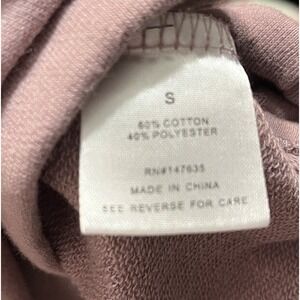 S
60% COTTON
40% POLYESTER
RN#147635
MADE IN CHINA
SEE REVERSE FOR CARE